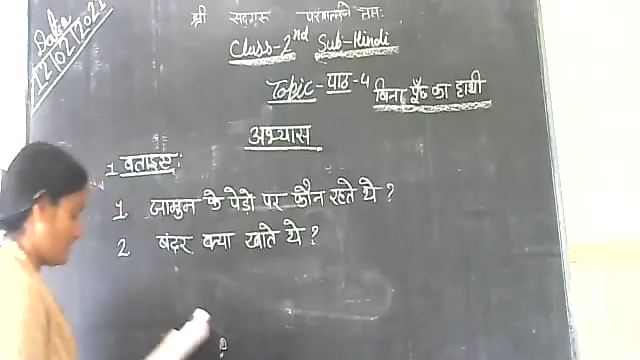 श्री सद्गुरु परमात्मने नमः
Date 12/02/2021
Class-2nd Sub-Hindi
Topic-पाठ-4 बिना पूँछ का हाथी
अभ्यास
1 बताइए:
1 जामुन के पेड़ो पर कौन रहते थे?
2 बंदर क्या खाते थे?